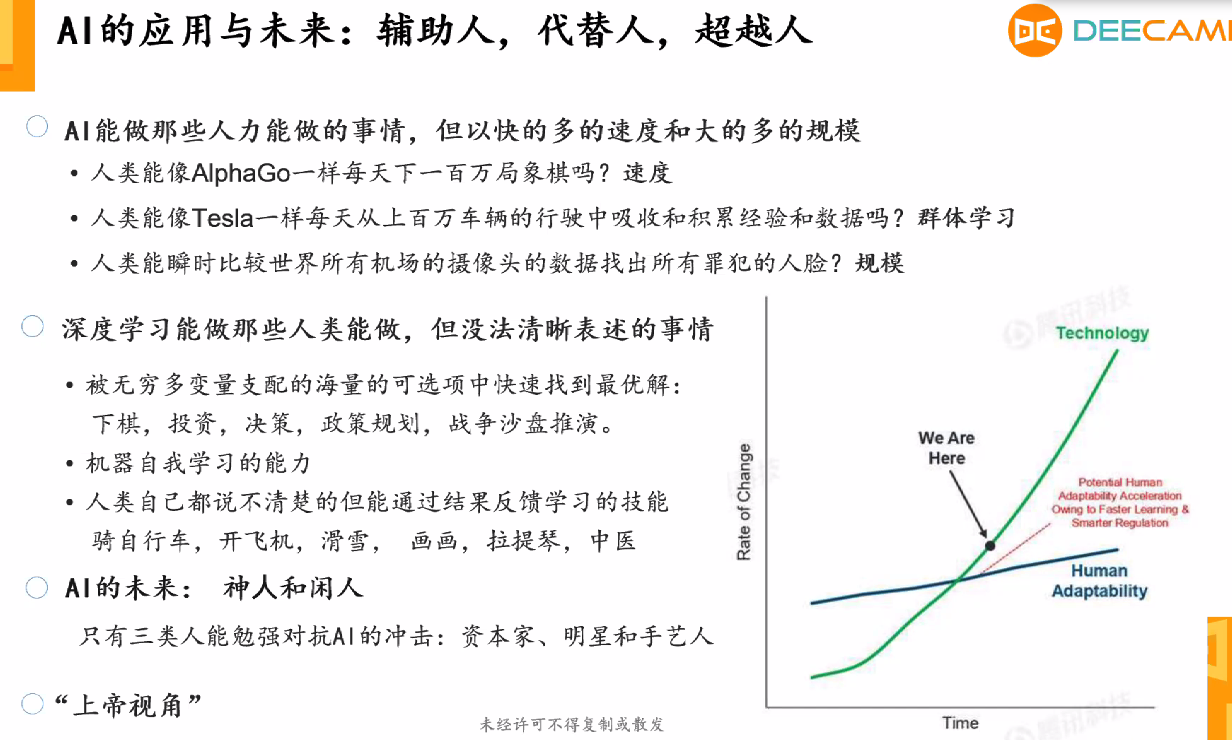 AI的应用与未来：辅助人，代替人，超越人
DEECAM
AI能做那些人力能做的事情，但以快的多的速度和大的多的规模
• 人类能像AlphaGo一样每天下一百万局象棋吗？速度
• 人类能像Tesla一样每天从上百万车辆的行驶中吸收和积累经验和数据吗？群体学习
• 人类能瞬时比较世界所有机场的摄像头的数据找出所有罪犯的人脸？规模
深度学习能做那些人类能做，但没法清晰表述的事情
• 被无穷多变量支配的海量的可选项中快速找到最优解：
下棋，投资，决策，政策规划，战争沙盘推演。
• 机器自我学习的能力
• 人类自己都说不清楚的但能通过结果反馈学习的技能
骑自行车，开飞机，滑雪， 画画，拉提琴，中医
AI的未来： 神人和闲人
只有三类人能勉强对抗AI的冲击：资本家、明星和手艺人
“上帝视角”
未经许可不得复制或散发
腾讯科技
Technology
We Are
Here
Potential Human
Adaptability Acceleration
Owing to Faster Learning &
Smarter Regulation
Rate of Change
Human
Adaptability
Time
腾讯科技